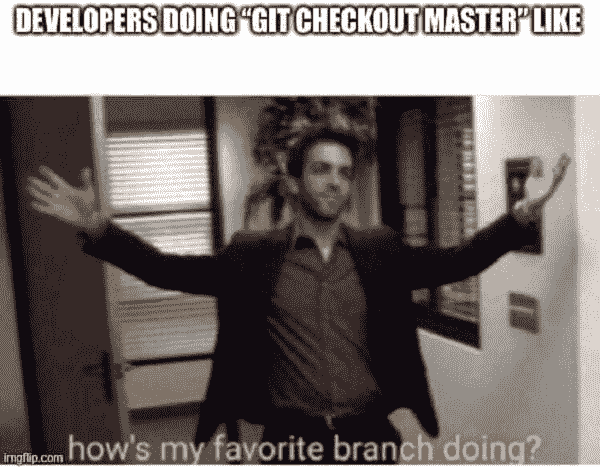 DEVELOPERS DOING “GIT CHECKOUT MASTER” LIKE
how's my favorite branch doing?
imgflip.com